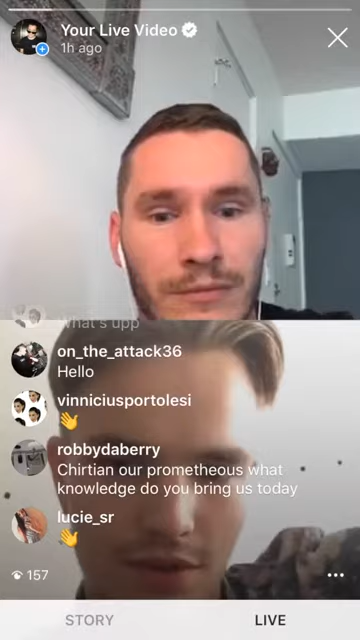 Your Live Video
1h ago
What's upp
on_the_attack36
Hello
vinniciusportolesi
👋
robbydaberry
Chirtian our prometheous what
knowledge do you bring us today
lucie_sr
👋
157
STORY LIVE